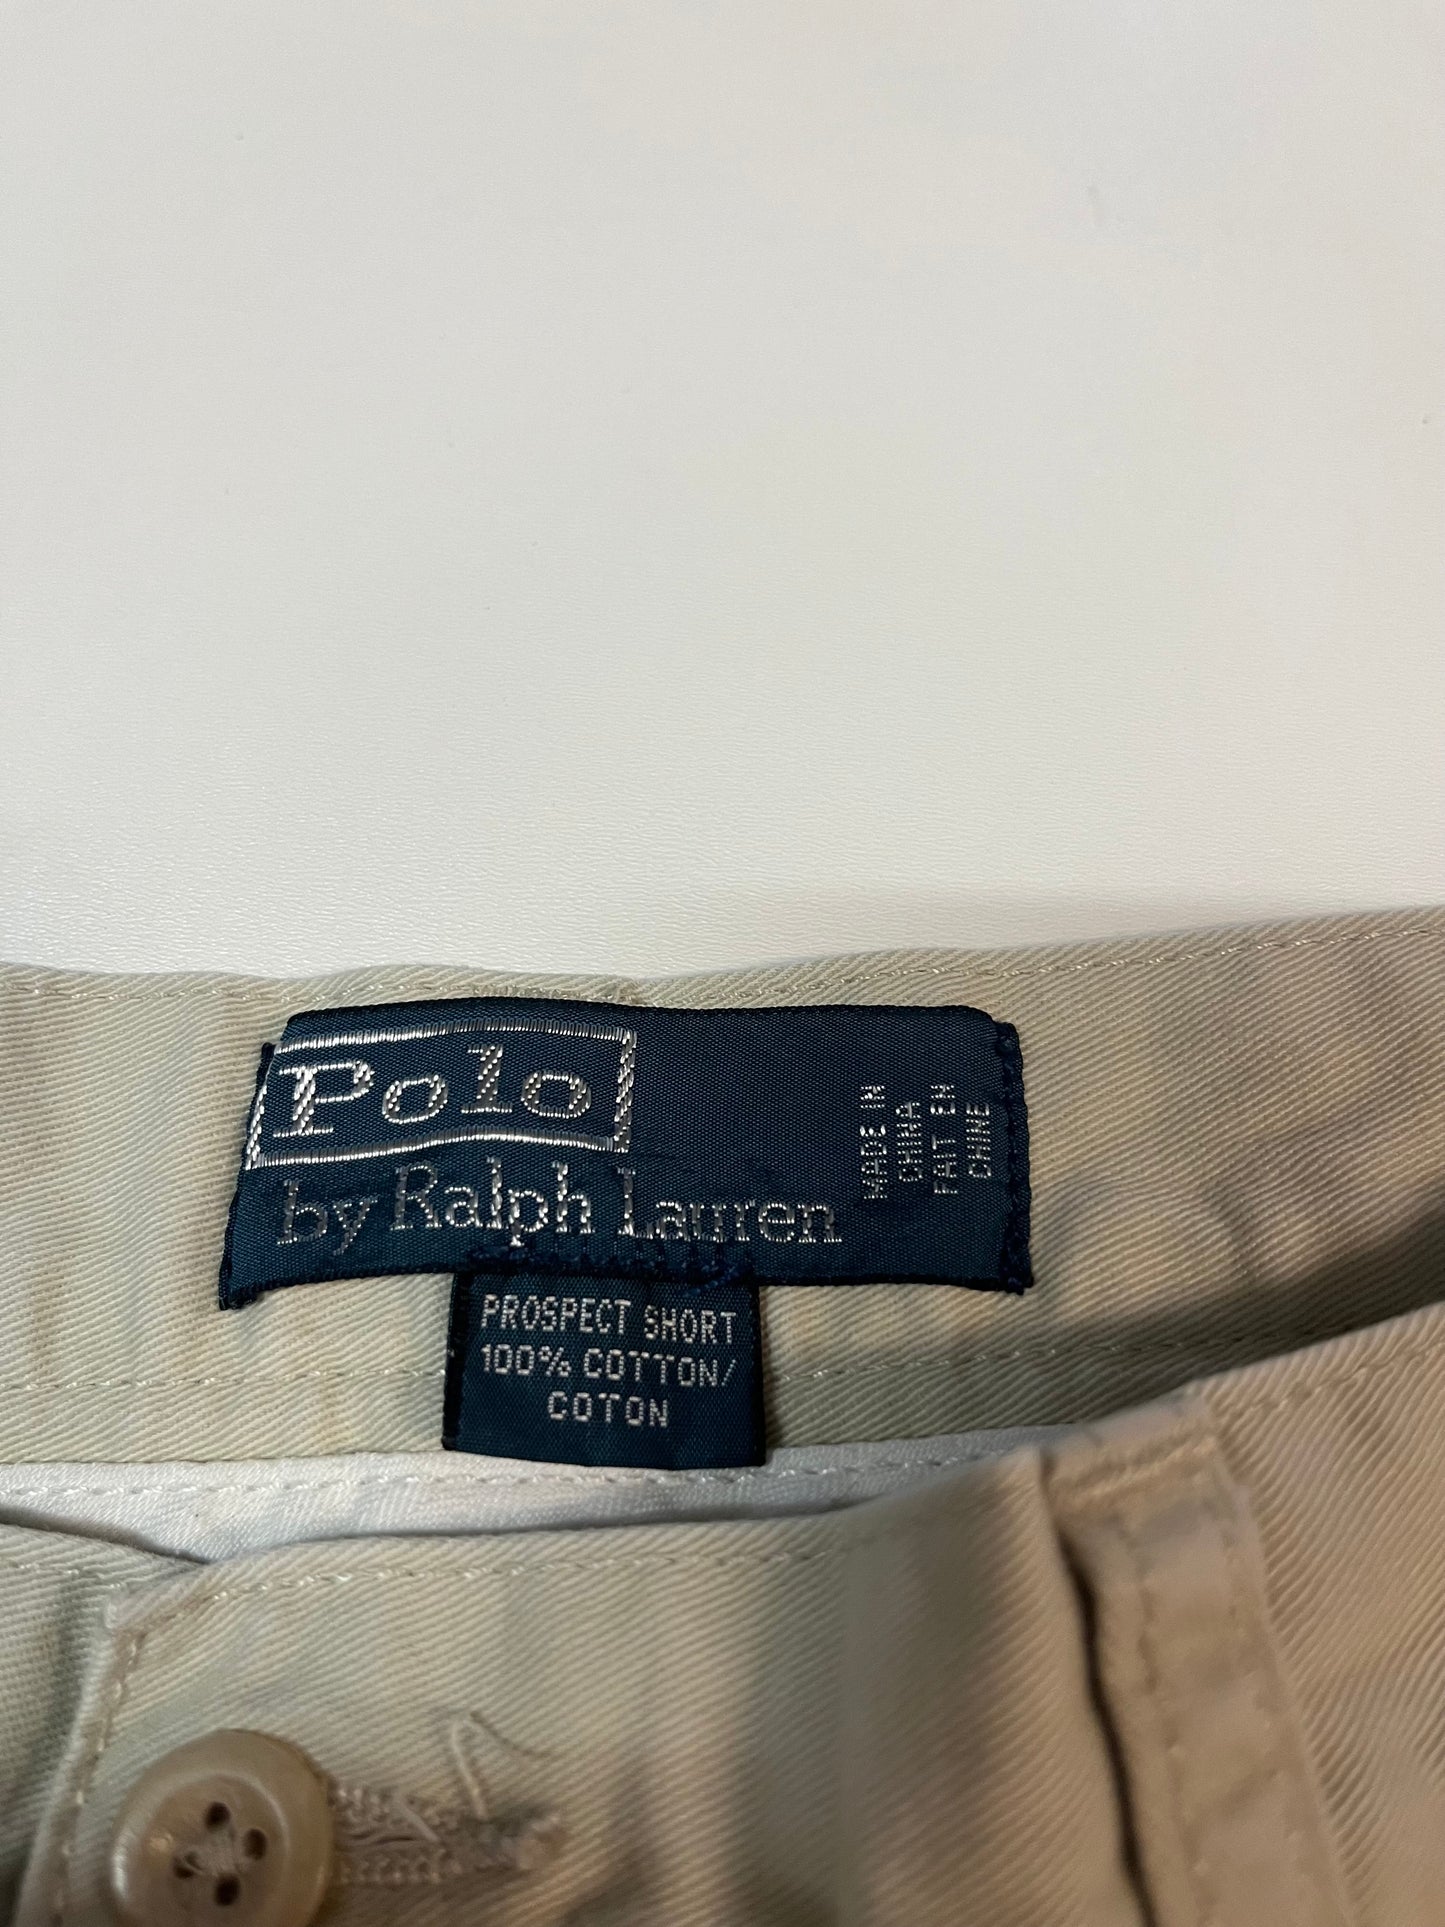 Polo
by Ralph Lauren
MADE IN
CHINA
FAIT EN
CHINE
PROSPECT SHORT
100% COTTON/
COTON